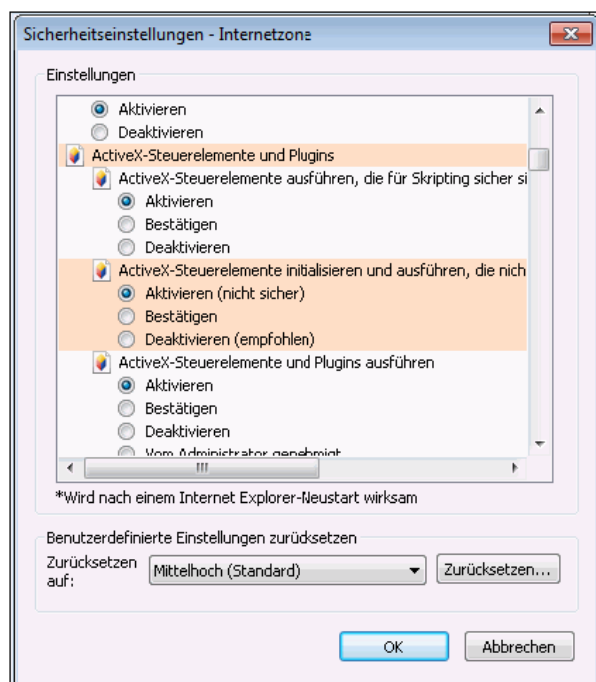 Sicherheitseinstellungen - Internetzone
Einstellungen
Aktivieren
Deaktivieren
ActiveX-Steuerelemente und Plugins
ActiveX-Steuerelemente ausführen, die für Skripting sicher si
Aktivieren
Bestätigen
Deaktivieren
ActiveX-Steuerelemente initialisieren und ausführen, die nich
Aktivieren (nicht sicher)
Bestätigen
Deaktivieren (empfohlen)
ActiveX-Steuerelemente und Plugins ausführen
Aktivieren
Bestätigen
Deaktivieren
Vom Administrator genehmigt
*Wird nach einem Internet Explorer-Neustart wirksam
Benutzerdefinierte Einstellungen zurücksetzen
Zurücksetzen auf:
Mittelhoch (Standard)
Zurücksetzen...
OK
Abbrechen